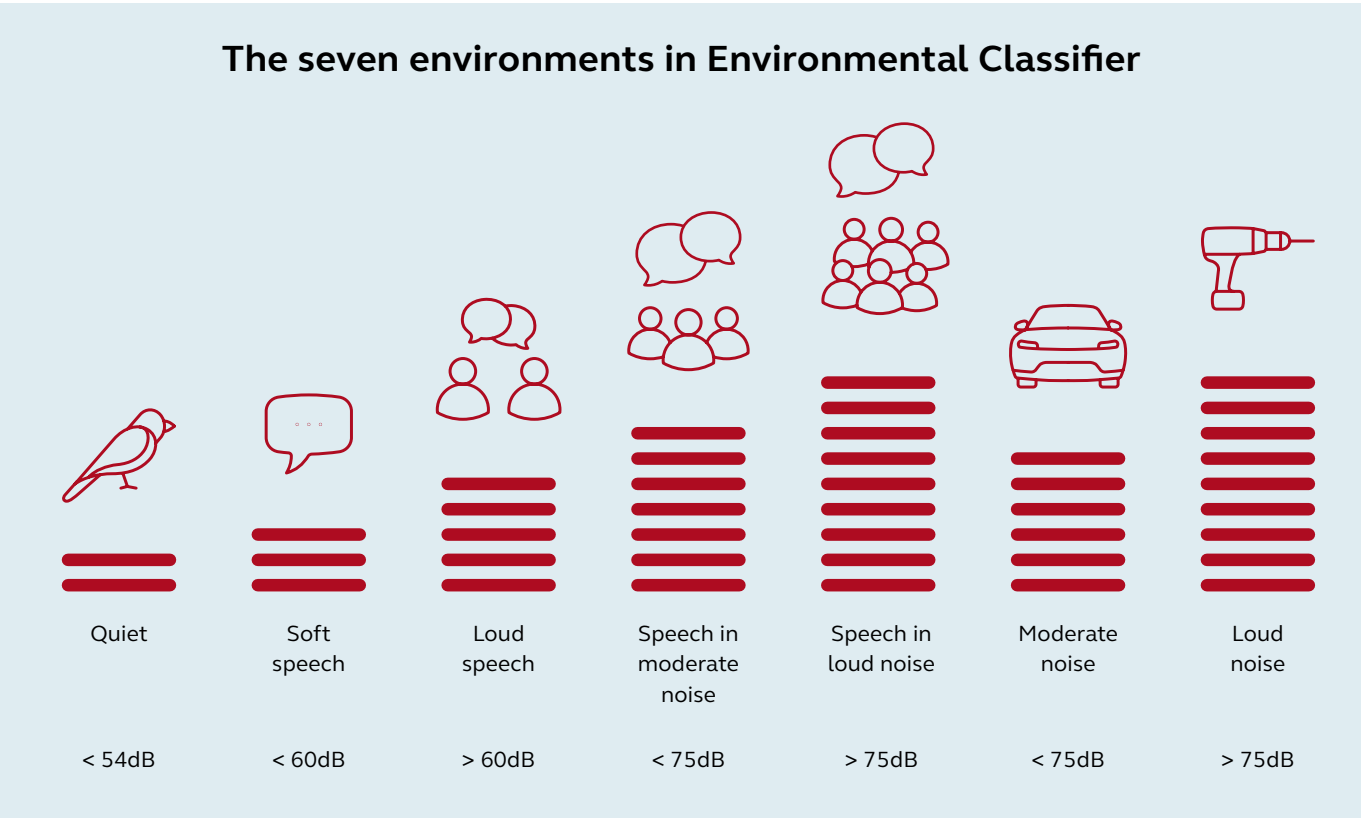 The seven environments in Environmental Classifier
Quiet
Soft
speech
Loud
speech
Speech in
moderate
noise
Speech in
loud noise
Moderate
noise
Loud
noise
< 54dB
< 60dB
> 60dB
< 75dB
> 75dB
< 75dB
> 75dB